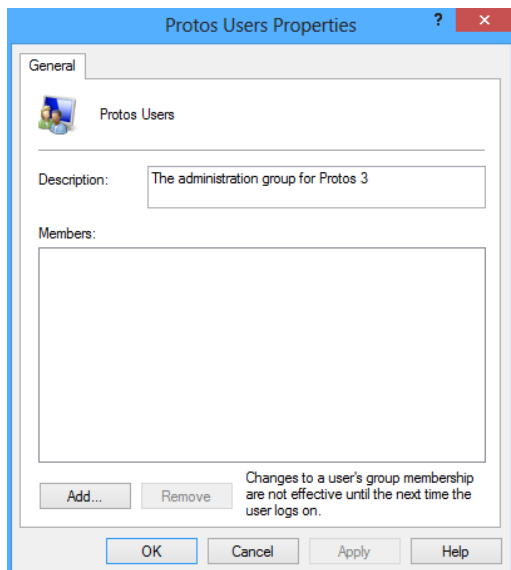 Protos Users Properties
?
×
General
Protos Users
Description:
The administration group for Protos 3
Members:
Add...
Remove
Changes to a user's group membership
are not effective until the next time the
user logs on.
OK
Cancel
Apply
Help